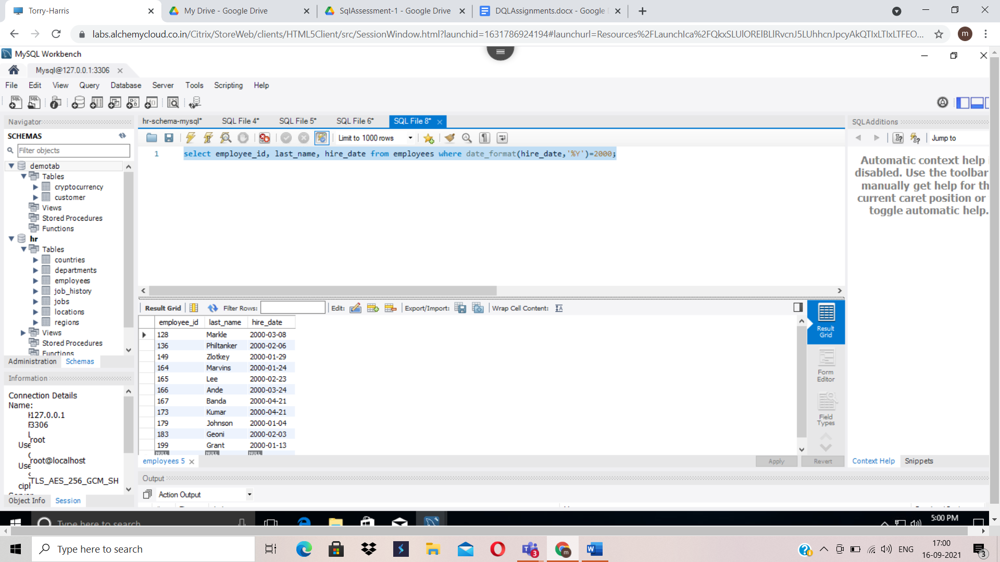 Torry-Harris
My Drive - Google Drive
SqlAssessment-1 - Google Drive
DQLAssignments.docx - Google
labs.alchemycloud.co.in/Citrix/StoreWeb/clients/HTML5Client/src/SessionWindow.html?launchid=1631786924194#launchurl=Resources%2FLaunchIca%2F
m
MySQL Workbench
Mysql@127.0.0.1:3306
File Edit View Query Database Server Tools Scripting Help
Navigator
hr-schema-mysql* SQL File 4* SQL File 5* SQL File 6* SQL File 8*
SQLAdditions
SCHEMAS
Limit to 1000 rows
Jump to
Filter objects
1 select employee_id, last_name, hire_date from employees where date_format(hire_date,'%Y')=2000;
Automatic context help
disabled. Use the toolbar
manually get help for th
current caret position or
toggle automatic help.
demotab
Tables
cryptocurrency
customer
Views
Stored Procedures
Functions
hr
Tables
countries
departments
employees
job_history
jobs
locations
regions
Views
Stored Procedures
Functions
Administration Schemas
Result Grid Filter Rows: Edit: Export/Import: Wrap Cell Content:
employee_id last_name hire_date
128 Markle 2000-03-08
136 Philtanker 2000-02-06
149 Zlotkey 2000-01-29
164 Marvins 2000-01-24
165 Lee 2000-02-23
166 Ande 2000-03-24
167 Banda 2000-04-21
173 Kumar 2000-04-21
179 Johnson 2000-01-04
183 Geoni 2000-02-03
199 Grant 2000-01-13
NULL NULL NULL
Result
Grid
Form
Editor
Field
Types
employees 5
Apply Revert
Context Help Snippets
Information
Connection Details
Name:
127.0.0.1
3306
root
Use
root@localhost
Use
TLS_AES_256_GCM_SH
ciph
Object Info Session
Output
Action Output
Type here to search
5:00 PM
Type here to search
3
ENG
17:00
16-09-2021
3